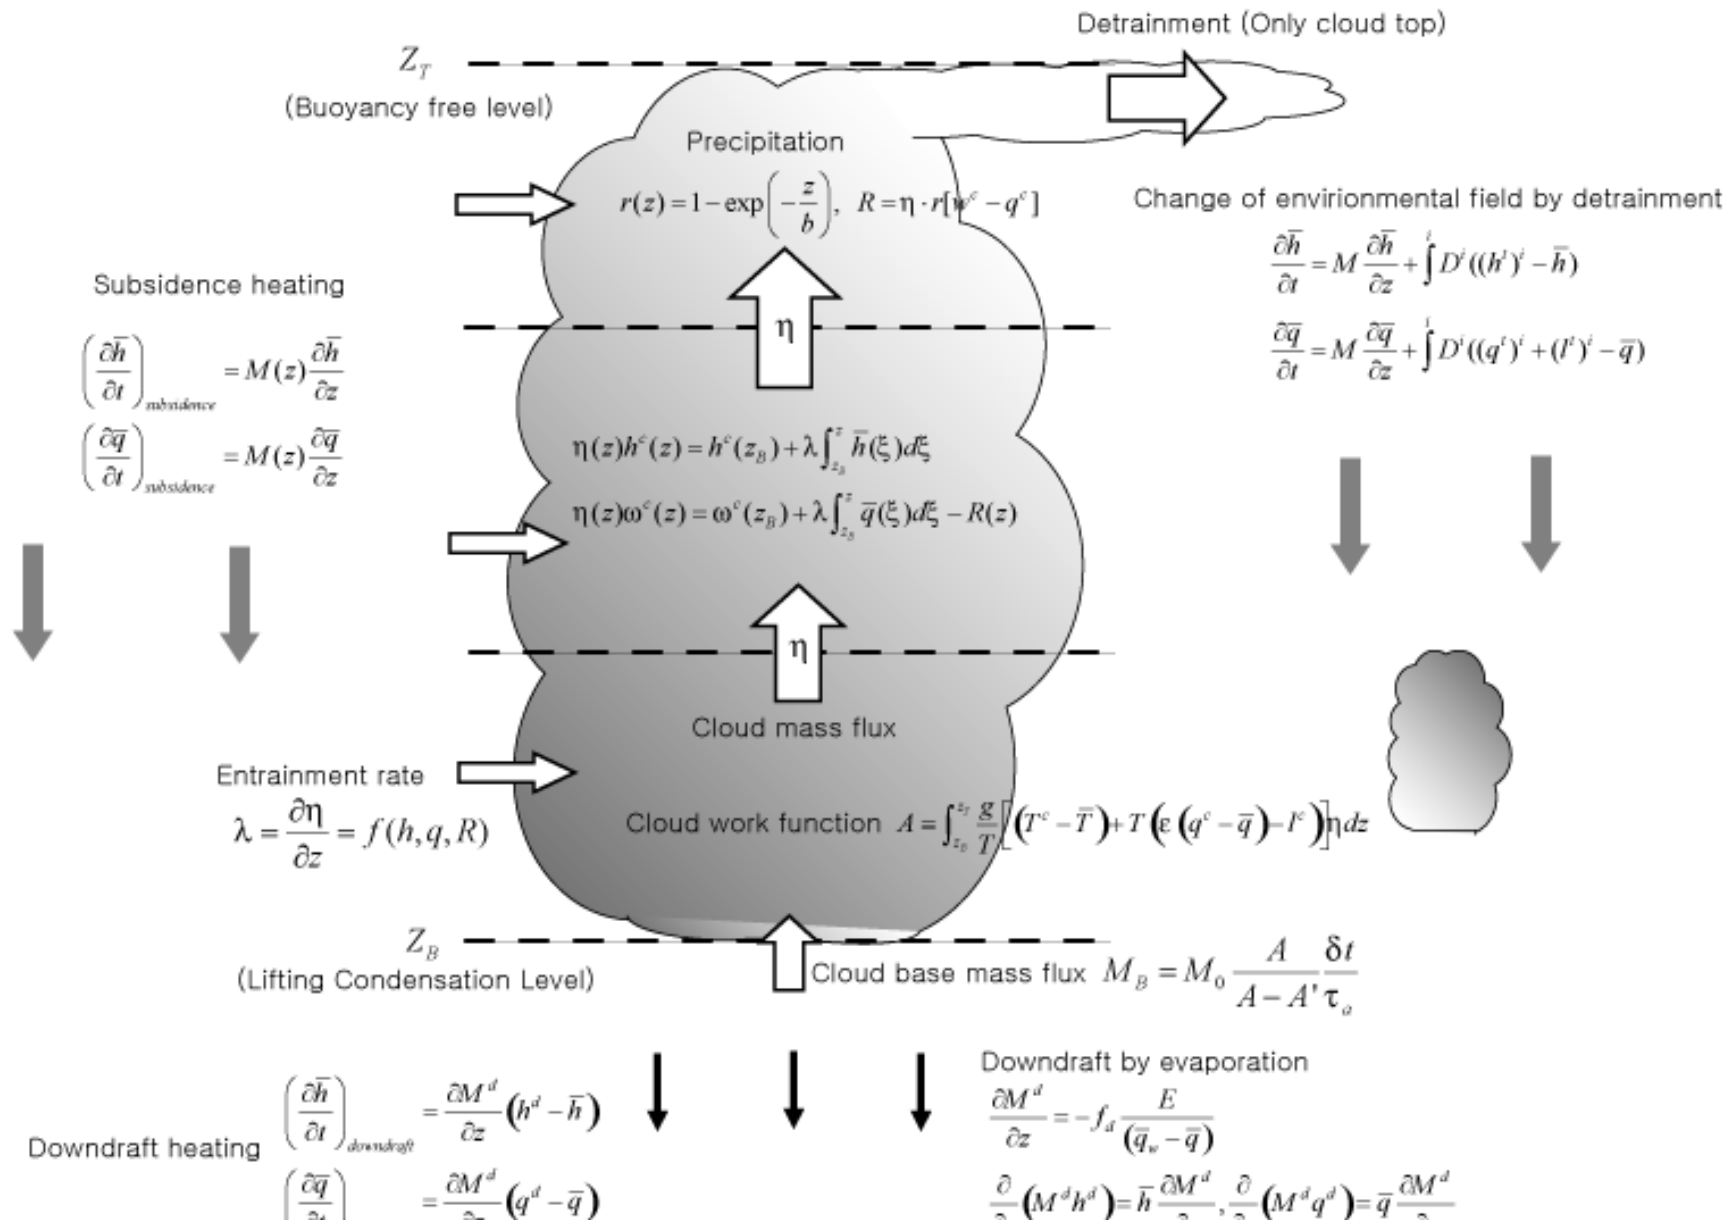 Detrainment (Only cloud top)
Z_T
(Buoyancy free level)
Precipitation
r(z) = 1 − exp(−z/b), R = η · r[w^c − q^c]
Change of envirionmental field by detrainment
∂h̅/∂t = M ∂h̅/∂z + ∫^i D^i((h^t)^i − h̅)
∂q̅/∂t = M ∂q̅/∂z + ∫^i D^i((q^t)^i + (l^t)^i − q̅)
Subsidence heating
(∂h̅/∂t)_subsidence = M(z) ∂h̅/∂z
(∂q̅/∂t)_subsidence = M(z) ∂q̅/∂z
η
η(z)h^c(z) = h^c(z_B) + λ∫_{z_B}^{z} h̅(ξ)dξ
η(z)ω^c(z) = ω^c(z_B) + λ∫_{z_B}^{z} q̅(ξ)dξ − R(z)
η
Cloud mass flux
Entrainment rate
λ = ∂η/∂z = f(h, q, R)
Cloud work function A = ∫_{z_B}^{z_T} g/T [(T^c − T̅) + T(ε(q^c − q̅) − l^c)]η dz
Z_B
(Lifting Condensation Level)
Cloud base mass flux M_B = M_0 A/(A − A') δt/τ_a
Downdraft by evaporation
∂M^d/∂z = −f_d E/(q̅_w − q̅)
Downdraft heating
(∂h̅/∂t)_downdraft = ∂M^d/∂z (h^d − h̅)
(∂q̅/∂t) = ∂M^d/∂z (q^d − q̅)
∂/∂ (M^d h^d) = h̅ ∂M^d/∂ , ∂/∂ (M^d q^d) = q̅ ∂M^d/∂